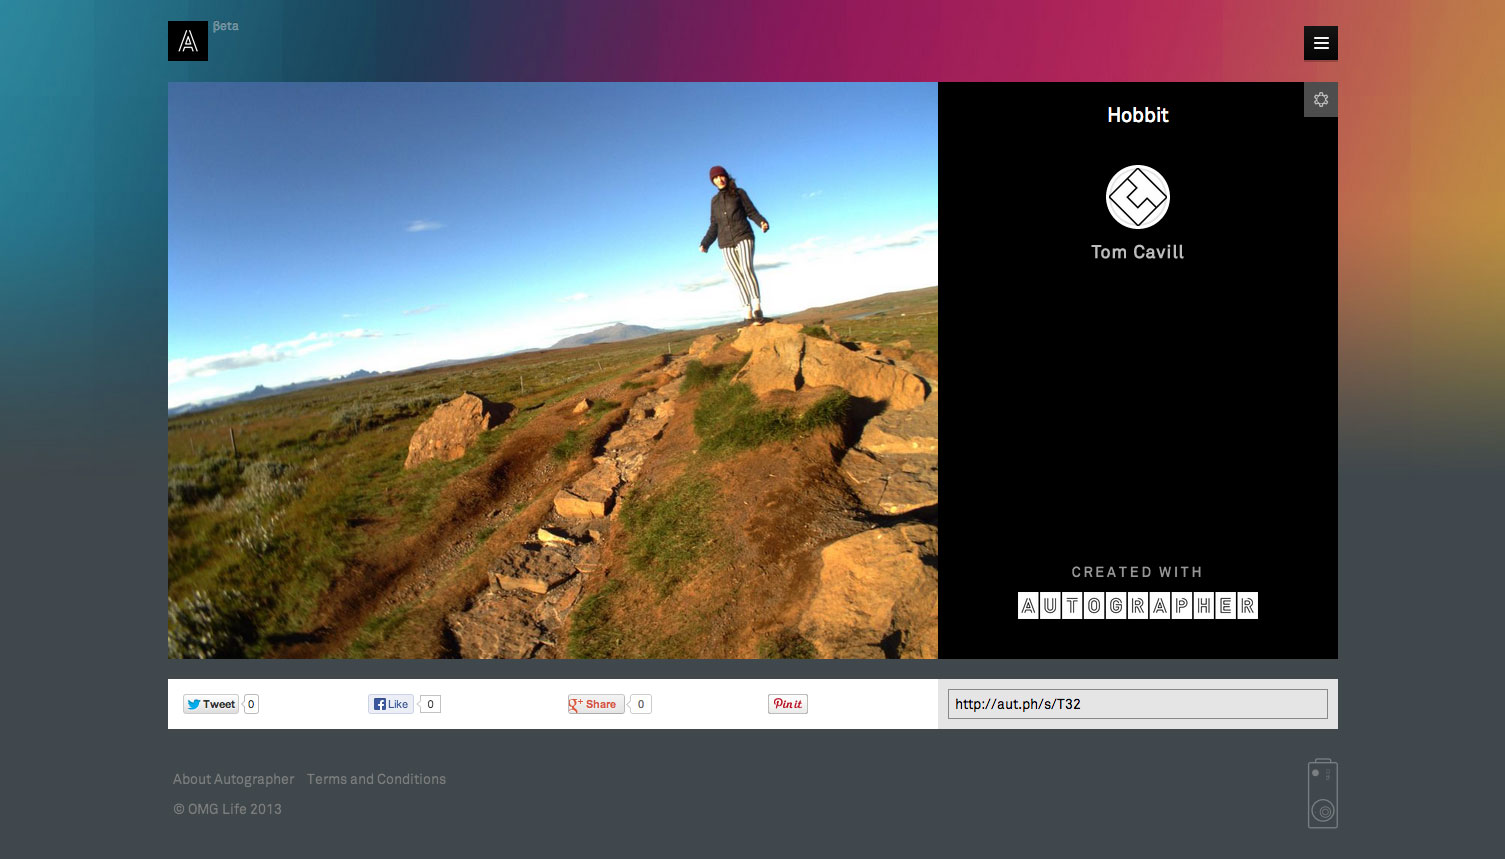 βeta
Hobbit
Tom Cavill
CREATED WITH
AUTOGRAPHER
Tweet 0
Like 0
Share 0
Pin it
http://aut.ph/s/T32
About Autographer Terms and Conditions
© OMG Life 2013